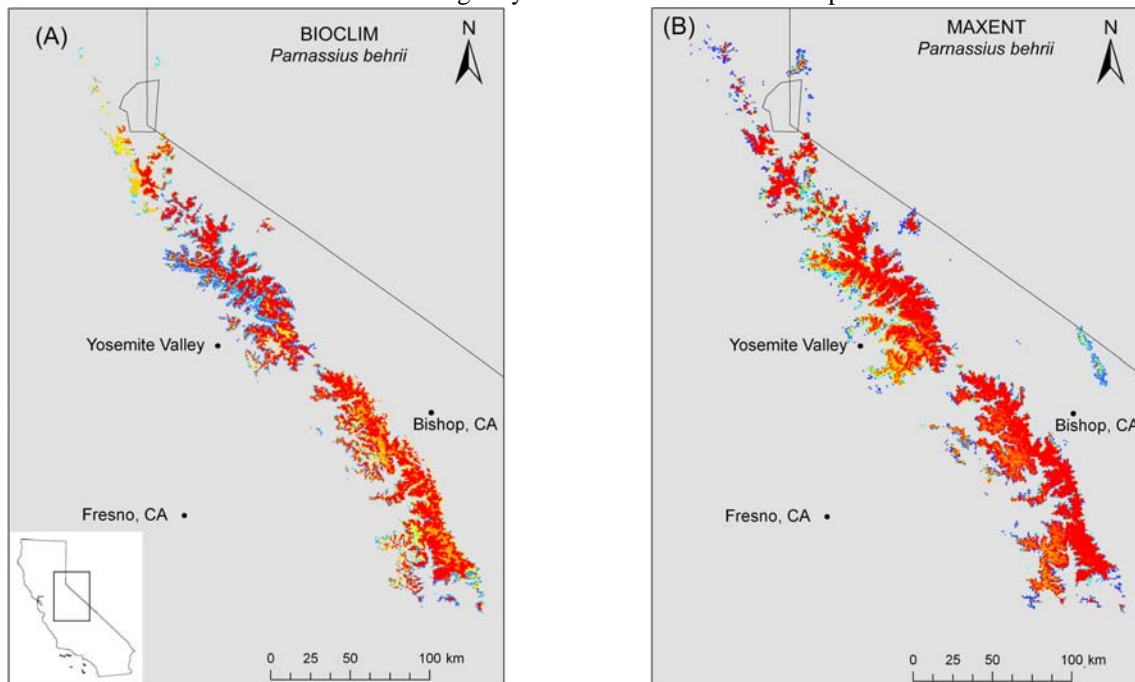 (A)
BIOCLIM
Parnassius behrii
N
Yosemite Valley
Bishop, CA
Fresno, CA
0 25 50 100 km
(B)
MAXENT
Parnassius behrii
N
Yosemite Valley
Bishop, CA
Fresno, CA
0 25 50 100 km